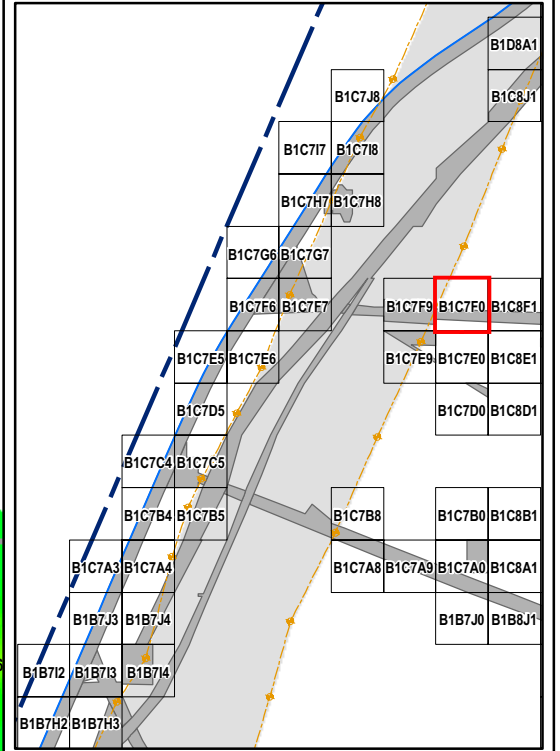 B1D8A1
B1C7J8 B1C8J1
B1C7I7 B1C7I8
B1C7H7 B1C7H8
B1C7G6 B1C7G7
B1C7F6 B1C7F7 B1C7F9 B1C7F0 B1C8F1
B1C7E5 B1C7E6 B1C7E9 B1C7E0 B1C8E1
B1C7D5 B1C7D0 B1C8D1
B1C7C4 B1C7C5
B1C7B4 B1C7B5 B1C7B8 B1C7B0 B1C8B1
B1C7A3 B1C7A4 B1C7A8 B1C7A9 B1C7A0 B1C8A1
B1B7J3 B1B7J4 B1B7J0 B1B8J1
B1B7I2 B1B7I3 B1B7I4
B1B7H2 B1B7H3